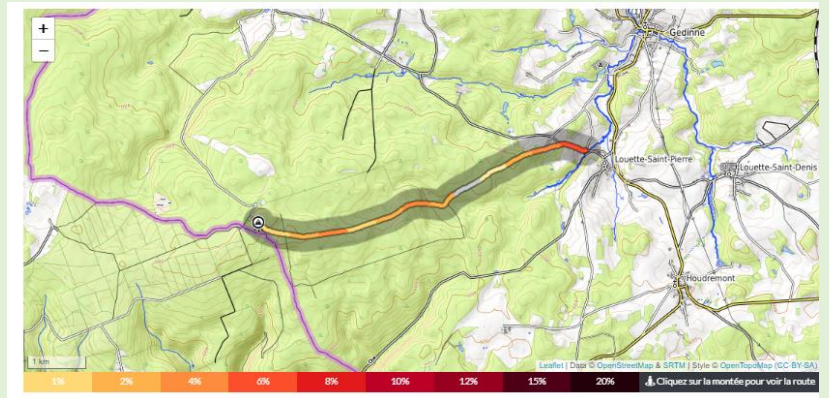 +
Gedinne
−
Louette-Saint-Pierre
Louette-Saint-Denis
Houdremont
1 km
Leaflet | Data © OpenStreetMap & SRTM | Style © OpenTopoMap (CC-BY-SA)
1% 2% 4% 6% 8% 10% 12% 15% 20% Cliquez sur la montée pour voir la route